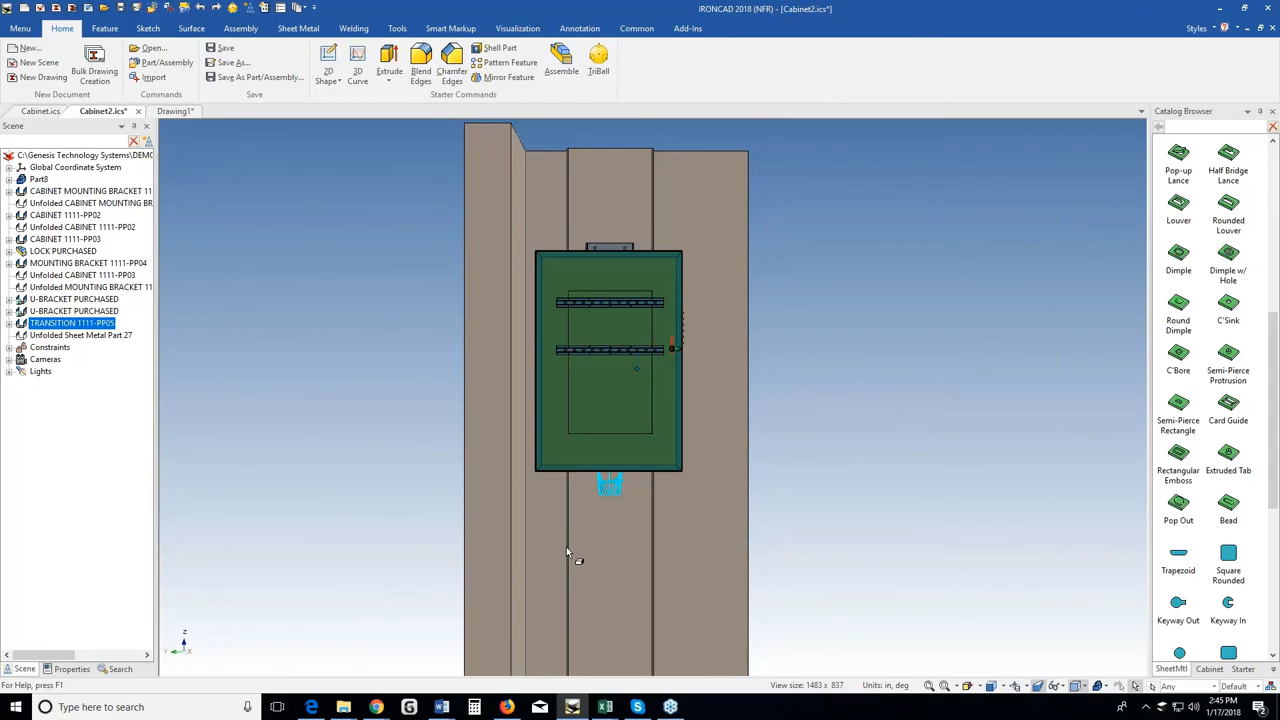 IRONCAD 2018 (NFR) - [Cabinet2.ics*]
Menu Home Feature Sketch Surface Assembly Sheet Metal Welding Tools Smart Markup Visualization Annotation Common Add-Ins Styles
New... Open... Save Shell Part
New Scene Part/Assembly Save As... Pattern Feature
New Drawing Import Save As Part/Assembly... Mirror Feature
Bulk Drawing Creation
2D Shape 3D Curve Extrude Blend Edges Chamfer Edges Assemble TriBall
New Document Commands Save Starter Commands
Cabinet.ics Cabinet2.ics* Drawing1*
Scene
C:\Genesis Technology Systems\DEMO
Global Coordinate System
Part8
CABINET MOUNTING BRACKET 11
Unfolded CABINET MOUNTING BR
CABINET 1111-PP02
Unfolded CABINET 1111-PP02
CABINET 1111-PP03
LOCK PURCHASED
MOUNTING BRACKET 1111-PP04
Unfolded CABINET 1111-PP03
Unfolded MOUNTING BRACKET 111
U-BRACKET PURCHASED
U-BRACKET PURCHASED
TRANSITION 1111-PP05
Unfolded Sheet Metal Part 27
Constraints
Cameras
Lights
Z
Y X
Catalog Browser
Pop-up Lance Half Bridge Lance
Louver Rounded Louver
Dimple Dimple w/ Hole
Round Dimple C'Sink
C'Bore Semi-Pierce Protrusion
Semi-Pierce Rectangle Card Guide
Rectangular Emboss Extruded Tab
Pop Out Bead
Trapezoid Square Rounded
Keyway Out Keyway In
SheetMtl Cabinet Starter
Scene Properties Search
For Help, press F1 View size: 1483 x 837 Units: in, deg Any Default
Type here to search
2:45 PM
1/17/2018